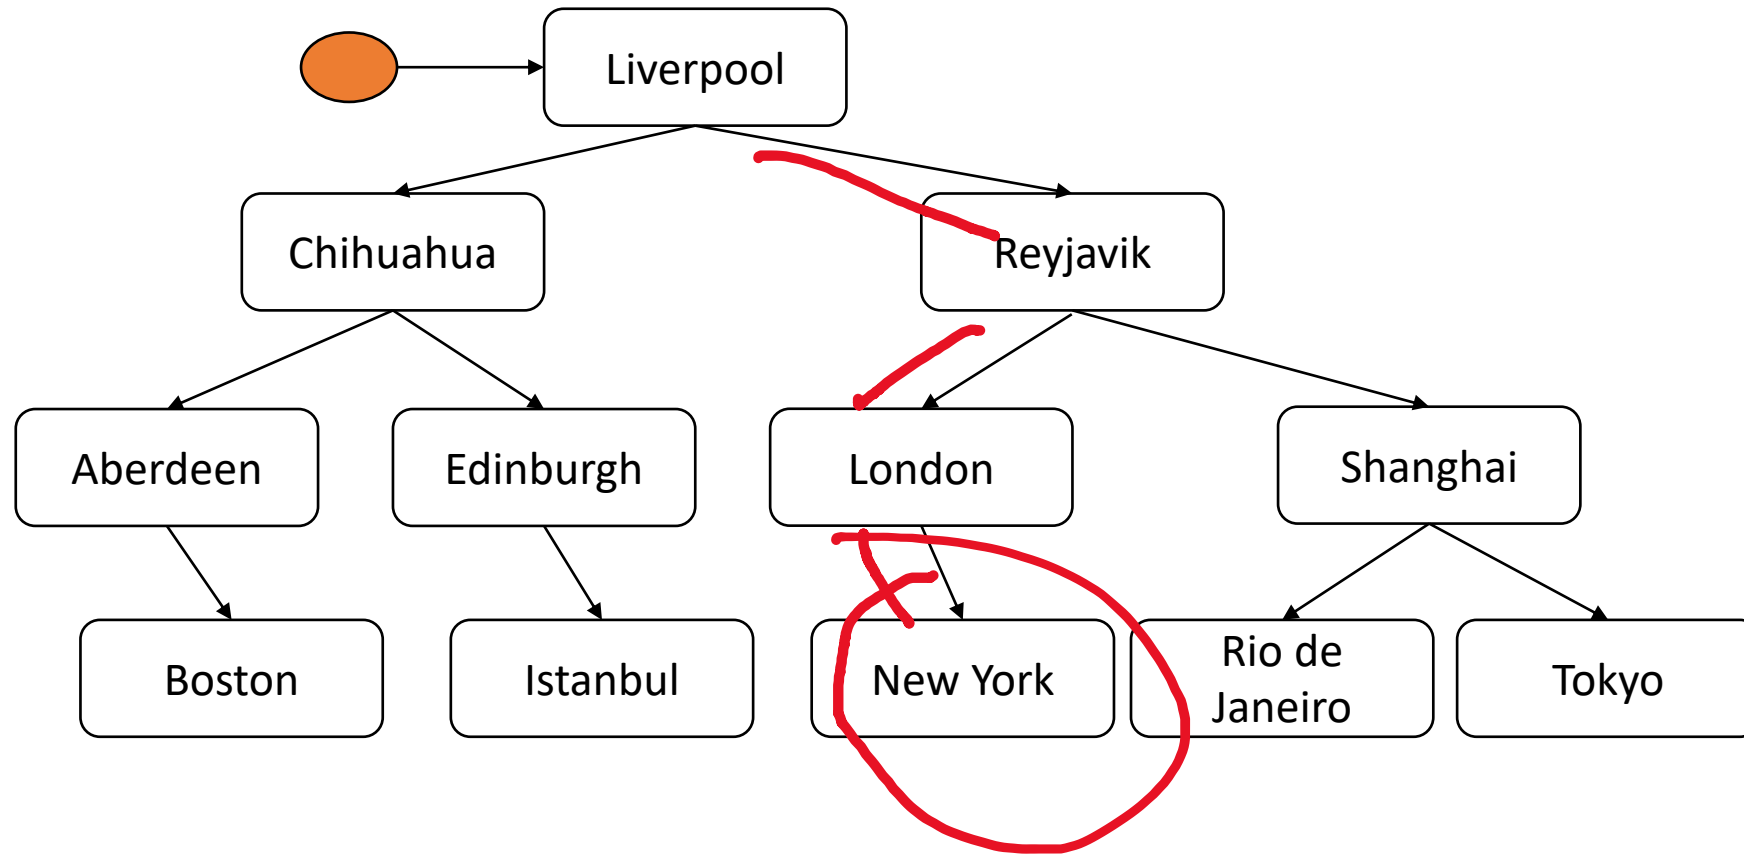 Liverpool
Chihuahua
Reyjavik
Aberdeen
Edinburgh
London
Shanghai
Boston
Istanbul
New York
Rio de
Janeiro
Tokyo